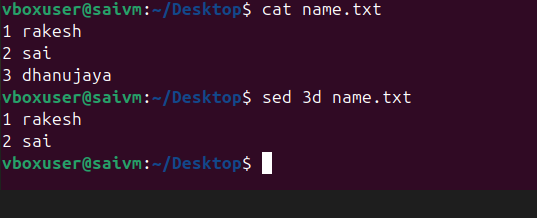 vboxuser@saivm:~/Desktop$ cat name.txt
1 rakesh
2 sai
3 dhanujaya
vboxuser@saivm:~/Desktop$ sed 3d name.txt
1 rakesh
2 sai
vboxuser@saivm:~/Desktop$